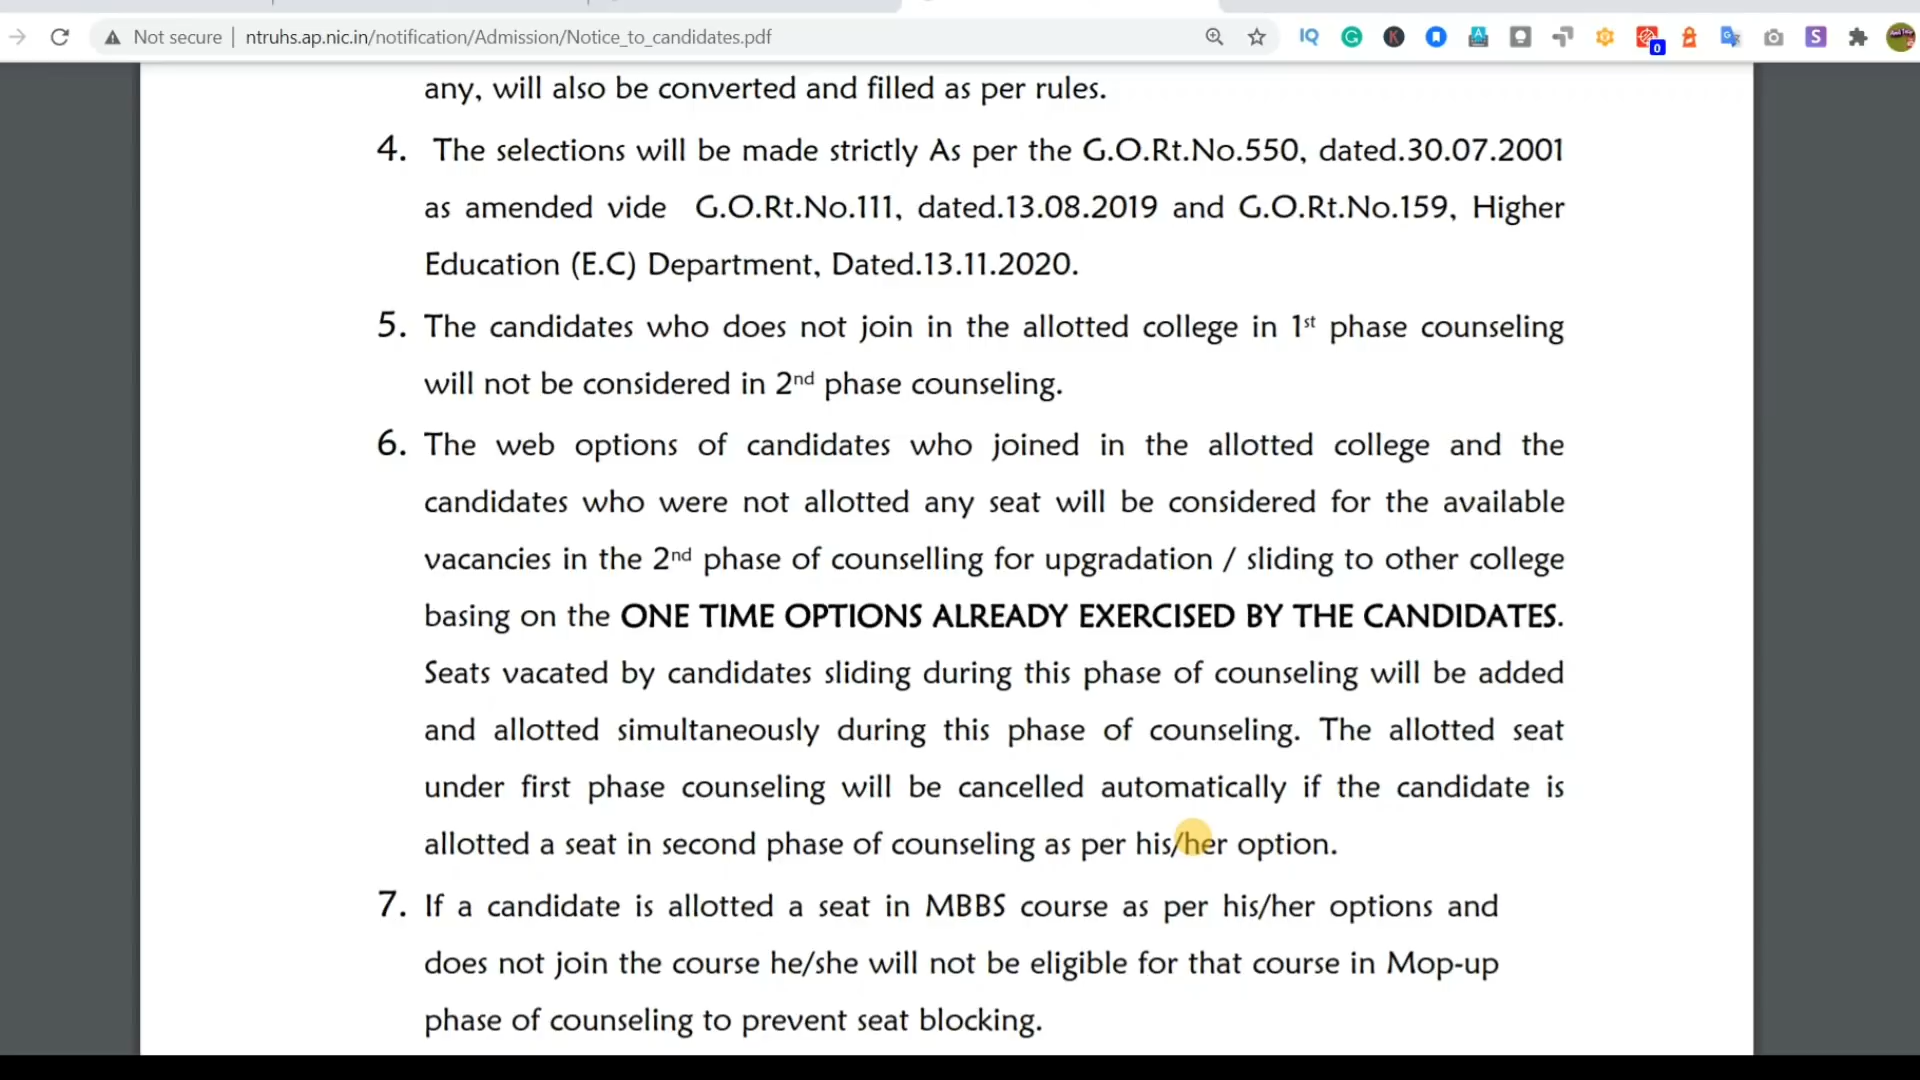 Not secure | ntruhs.ap.nic.in/notification/Admission/Notice_to_candidates.pdf
IQ
G
K
A
0
G
S
any, will also be converted and filled as per rules.
4. The selections will be made strictly As per the G.O.Rt.No.550, dated.30.07.2001
as amended vide G.O.Rt.No.111, dated.13.08.2019 and G.O.Rt.No.159, Higher
Education (E.C) Department, Dated.13.11.2020.
5. The candidates who does not join in the allotted college in 1st phase counseling
will not be considered in 2nd phase counseling.
6. The web options of candidates who joined in the allotted college and the
candidates who were not allotted any seat will be considered for the available
vacancies in the 2nd phase of counselling for upgradation / sliding to other college
basing on the ONE TIME OPTIONS ALREADY EXERCISED BY THE CANDIDATES.
Seats vacated by candidates sliding during this phase of counseling will be added
and allotted simultaneously during this phase of counseling. The allotted seat
under first phase counseling will be cancelled automatically if the candidate is
allotted a seat in second phase of counseling as per his/her option.
7. If a candidate is allotted a seat in MBBS course as per his/her options and
does not join the course he/she will not be eligible for that course in Mop-up
phase of counseling to prevent seat blocking.